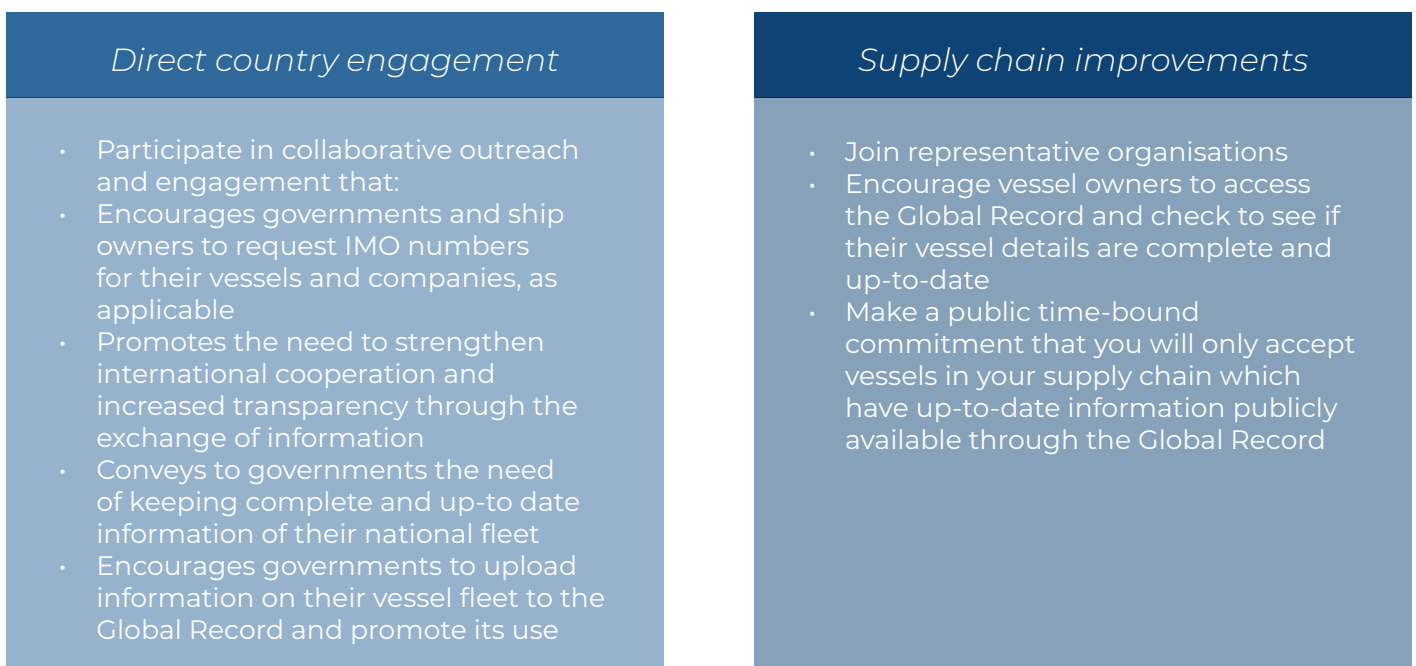 Direct country engagement
• Participate in collaborative outreach
and engagement that:
• Encourages governments and ship
owners to request IMO numbers
for their vessels and companies, as
applicable
• Promotes the need to strengthen
international cooperation and
increased transparency through the
exchange of information
• Conveys to governments the need
of keeping complete and up-to date
information of their national fleet
• Encourages governments to upload
information on their vessel fleet to the
Global Record and promote its use
Supply chain improvements
• Join representative organisations
• Encourage vessel owners to access
the Global Record and check to see if
their vessel details are complete and
up-to-date
• Make a public time-bound
commitment that you will only accept
vessels in your supply chain which
have up-to-date information publicly
available through the Global Record